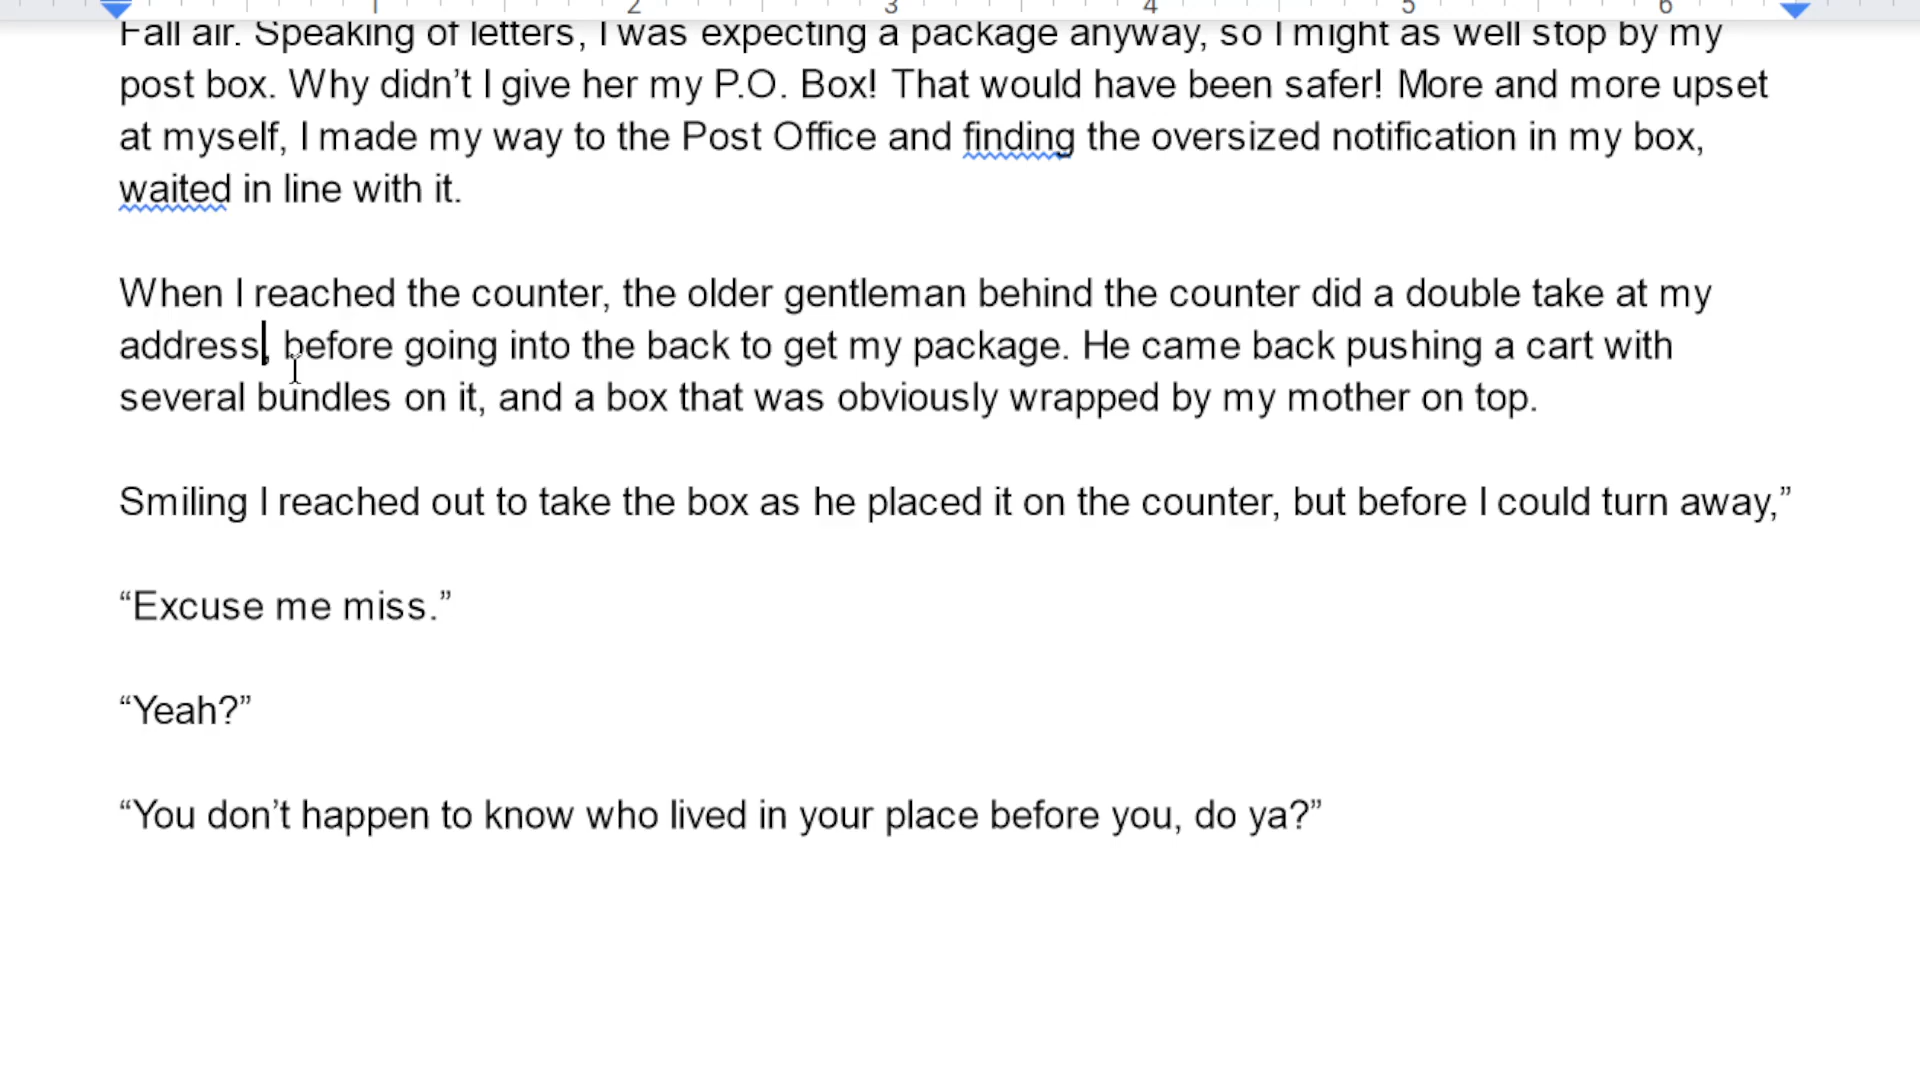 1 2 3 4 5 6
Fall air. Speaking of letters, I was expecting a package anyway, so I might as well stop by my
post box. Why didn’t I give her my P.O. Box! That would have been safer! More and more upset
at myself, I made my way to the Post Office and finding the oversized notification in my box,
waited in line with it.
When I reached the counter, the older gentleman behind the counter did a double take at my
address, before going into the back to get my package. He came back pushing a cart with
several bundles on it, and a box that was obviously wrapped by my mother on top.
Smiling I reached out to take the box as he placed it on the counter, but before I could turn away,”
“Excuse me miss.”
“Yeah?”
“You don’t happen to know who lived in your place before you, do ya?”